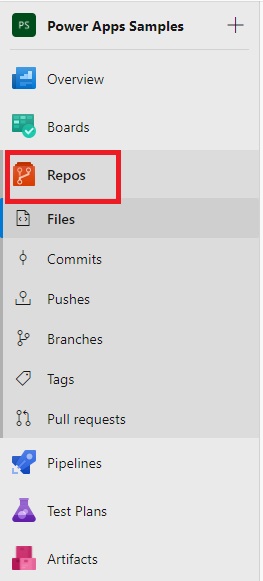 PS Power Apps Samples
Overview
Boards
Repos
Files
Commits
Pushes
Branches
Tags
Pull requests
Pipelines
Test Plans
Artifacts